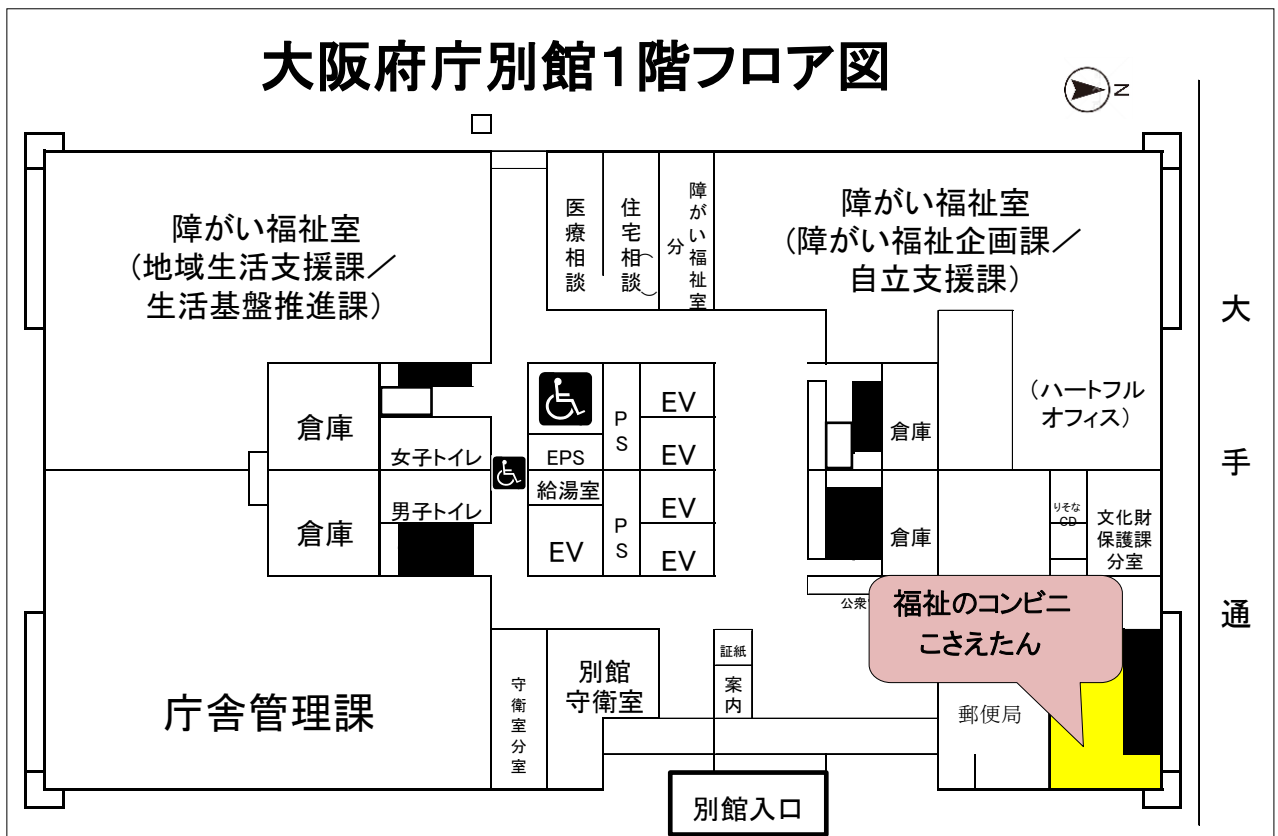 大阪府庁別館1階フロア図
N
障がい福祉室
(地域生活支援課/
生活基盤推進課)
医療相談
住宅相談
()
障がい福祉室
分
障がい福祉室
(障がい福祉企画課/
自立支援課)
大手通
(ハートフル
オフィス)
倉庫
女子トイレ
EPS
PS
EV
EV
倉庫
倉庫
男子トイレ
給湯室
EV
PS
EV
EV
倉庫
りそな
CD
文化財
保護課
分室
公衆
福祉のコンビニ
こさえたん
庁舎管理課
守衛室分室
別館
守衛室
証紙
案内
郵便局
別館入口